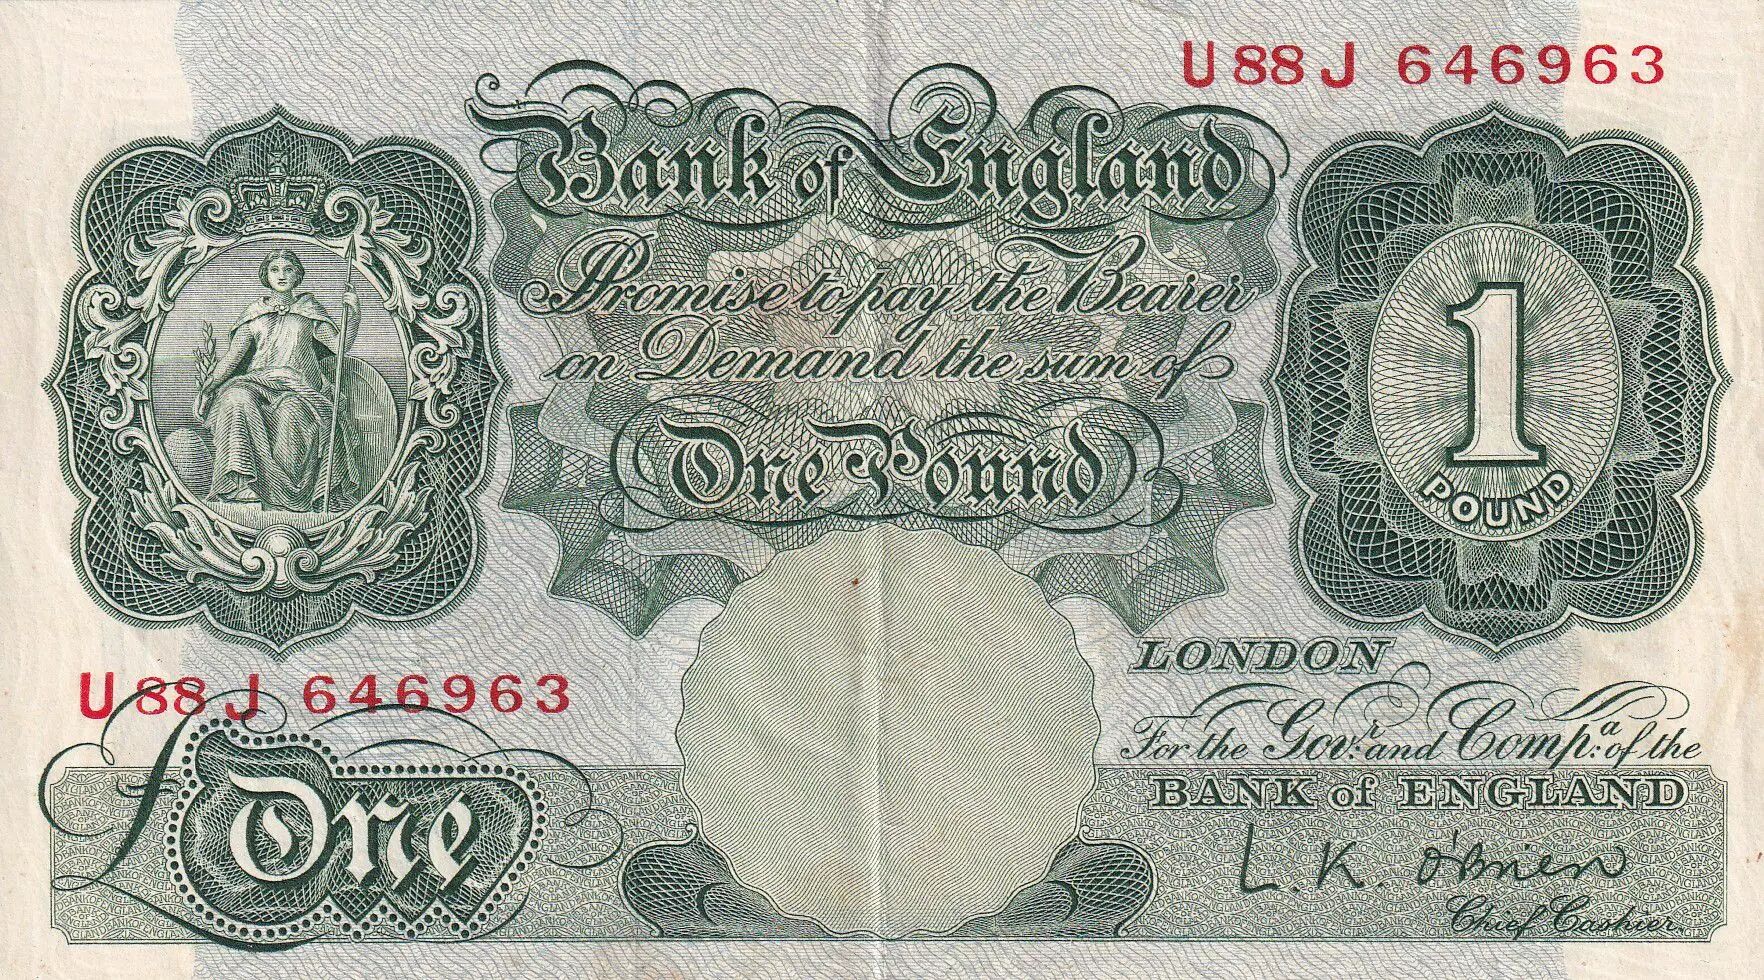 U88J 646963
Bank of England
Promise to pay the Bearer
on Demand the sum of
One Pound
1
POUND
LONDON
U88J 646963
For the Govr. and Compa. of the
BANK of ENGLAND
£One
L.K. O'Brien
Chief Cashier.